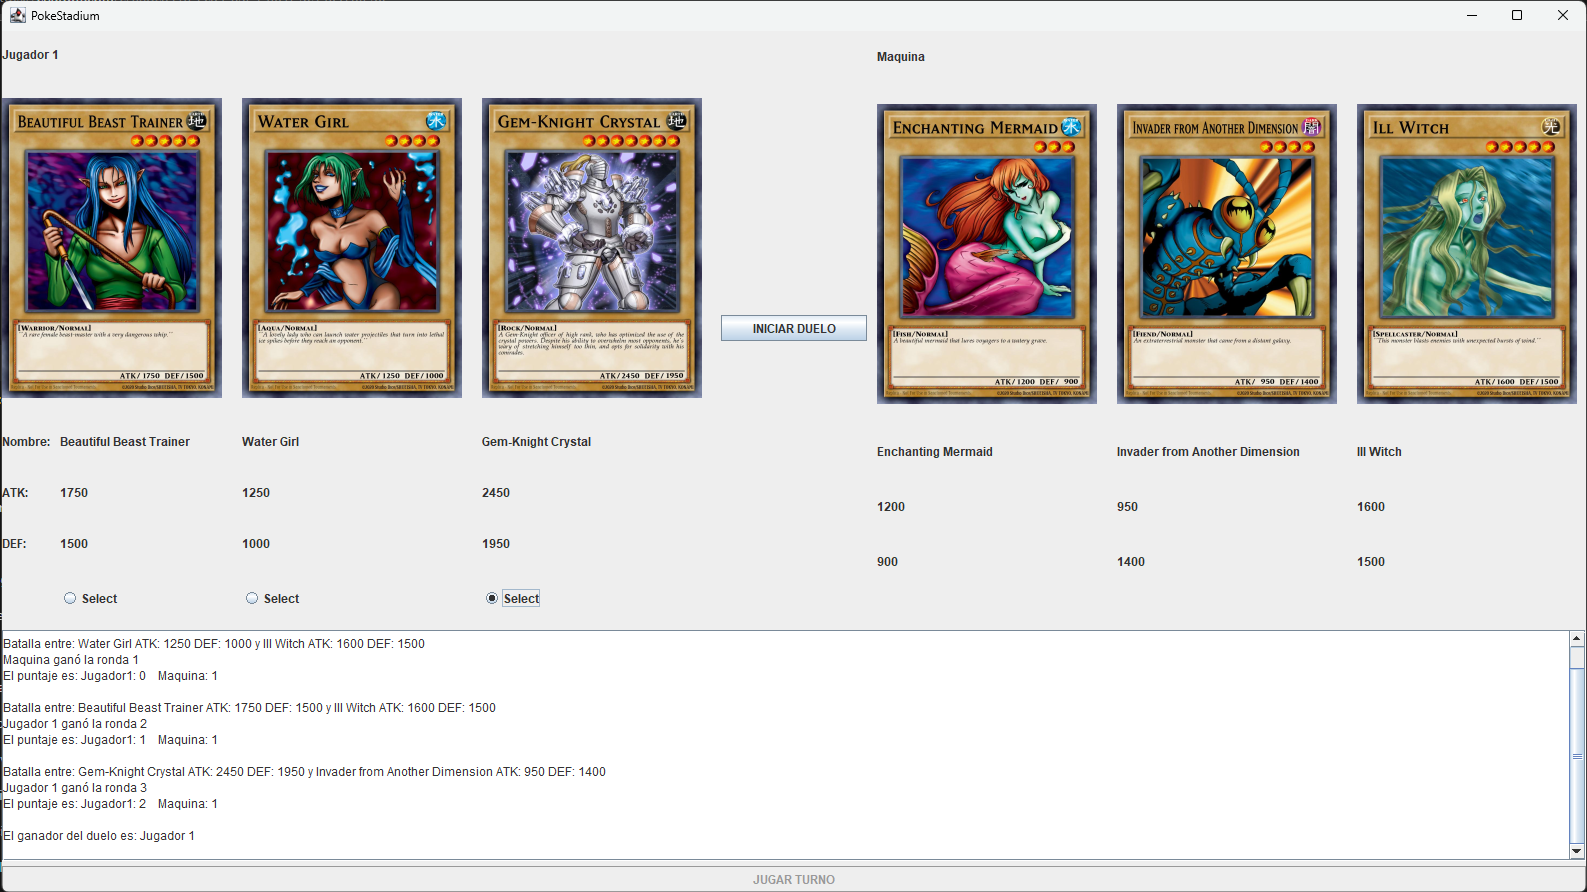 PokeStadium
Jugador 1
Maquina
BEAUTIFUL BEAST TRAINER
[WARRIOR/NORMAL]
"A rare female beast-master with a very dangerous whip."
ATK/ 1750 DEF/1500
WATER GIRL
[AQUA/NORMAL]
"A lovely lady who can launch water projectiles that turn into lethal
ice spikes before they reach an opponent."
ATK/1250 DEF/1000
GEM-KNIGHT CRYSTAL
[ROCK/NORMAL]
A Gem-Knight officer of high rank, who has optimized the use of the
crystal powers. Despite his ability to overwhelm most opponents, he's
wary of stretching himself too thin, and opts for solidarity with his
comrades.
ATK/2450 DEF/1950
INICIAR DUELO
ENCHANTING MERMAID
[FISH/NORMAL]
A beautiful mermaid that lures voyagers to a watery grave.
ATK/1200 DEF/ 900
INVADER FROM ANOTHER DIMENSION
[FIEND/NORMAL]
An extraterrestrial monster that came from a distant galaxy.
ATK/ 950 DEF/1400
ILL WITCH
[SPELLCASTER/NORMAL]
"This monster blasts enemies with unexpected bursts of wind."
ATK/1600 DEF/1500
Nombre: Beautiful Beast Trainer Water Girl Gem-Knight Crystal
Enchanting Mermaid Invader from Another Dimension Ill Witch
ATK: 1750 1250 2450
1200 950 1600
DEF: 1500 1000 1950
900 1400 1500
Select Select Select
Batalla entre: Water Girl ATK: 1250 DEF: 1000 y Ill Witch ATK: 1600 DEF: 1500
Maquina ganó la ronda 1
El puntaje es: Jugador1: 0 Maquina: 1
Batalla entre: Beautiful Beast Trainer ATK: 1750 DEF: 1500 y Ill Witch ATK: 1600 DEF: 1500
Jugador 1 ganó la ronda 2
El puntaje es: Jugador1: 1 Maquina: 1
Batalla entre: Gem-Knight Crystal ATK: 2450 DEF: 1950 y Invader from Another Dimension ATK: 950 DEF: 1400
Jugador 1 ganó la ronda 3
El puntaje es: Jugador1: 2 Maquina: 1
El ganador del duelo es: Jugador 1
JUGAR TURNO